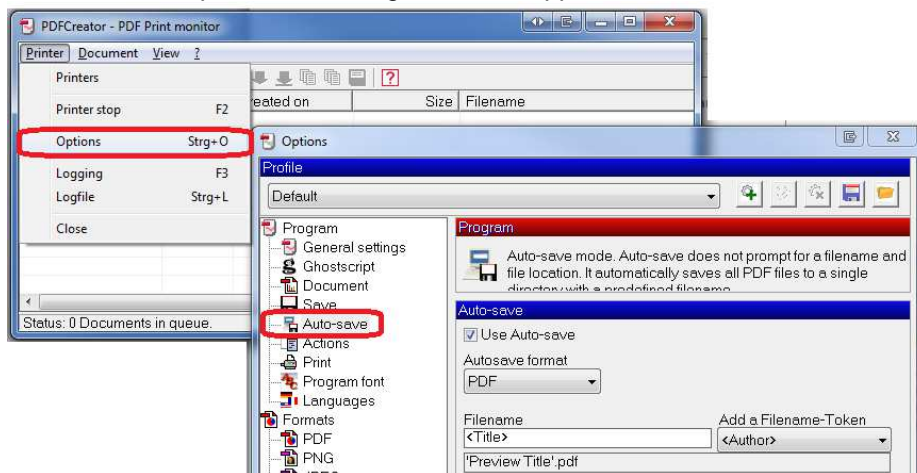 PDFCreator - PDF Print monitor
Printer Document View ?
Printers
Printer stop F2
Options Strg+O
Logging F3
Logfile Strg+L
Close
eated on Size Filename
Status: 0 Documents in queue.
Options
Profile
Default
Program
General settings
Ghostscript
Document
Save
Auto-save
Actions
Print
Program font
Languages
Formats
PDF
PNG
Program
Auto-save mode. Auto-save does not prompt for a filename and
file location. It automatically saves all PDF files to a single
directory with a predefined filename
Auto-save
Use Auto-save
Autosave format
PDF
Filename Add a Filename-Token
<Title> <Author>
'Preview Title'.pdf